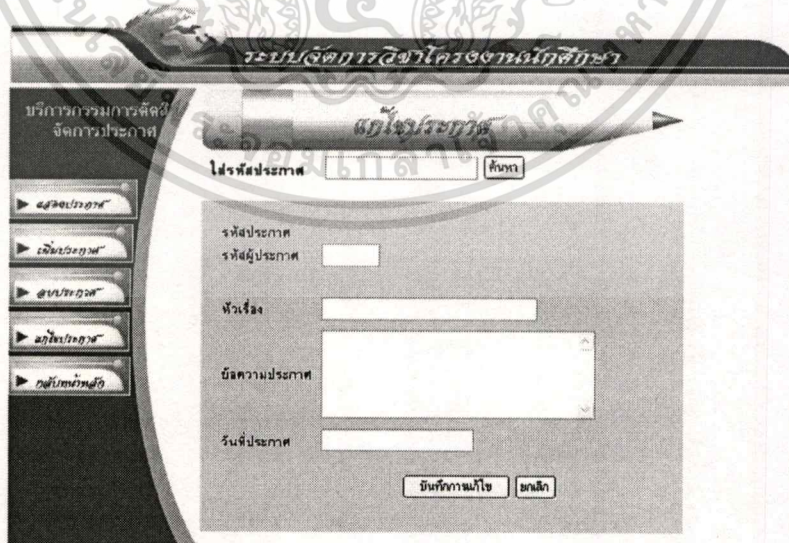 ระบบจัดการวิชาโครงงานนักศึกษา
บริการกรรมการตัดสิ
จัดการประกาศ
แก้ไขประกาศ
ใส่รหัสประกาศ
ค้นหา
แสดงประกาศ
เพิ่มประกาศ
ลบประกาศ
แก้ไขประกาศ
กลับหน้าหลัก
รหัสประกาศ
รหัสผู้ประกาศ
หัวเรื่อง
ข้อความประกาศ
วันที่ประกาศ
บันทึกการแก้ไข
ยกเลิก